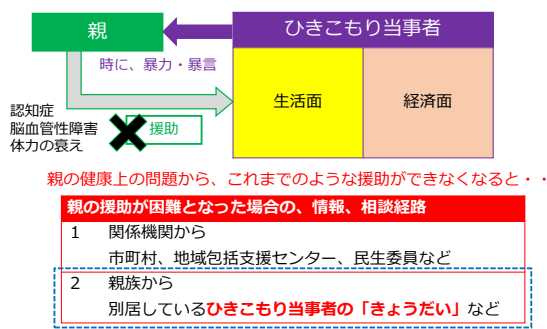 親
ひきこもり当事者
時に、暴力・暴言
生活面
経済面
認知症
脳血管性障害
体力の衰え
援助
親の健康上の問題から、これまでのような援助ができなくなると・・
親の援助が困難となった場合の、情報、相談経路
1 関係機関から
市町村、地域包括支援センター、民生委員など
2 親族から
別居しているひきこもり当事者の「きょうだい」など